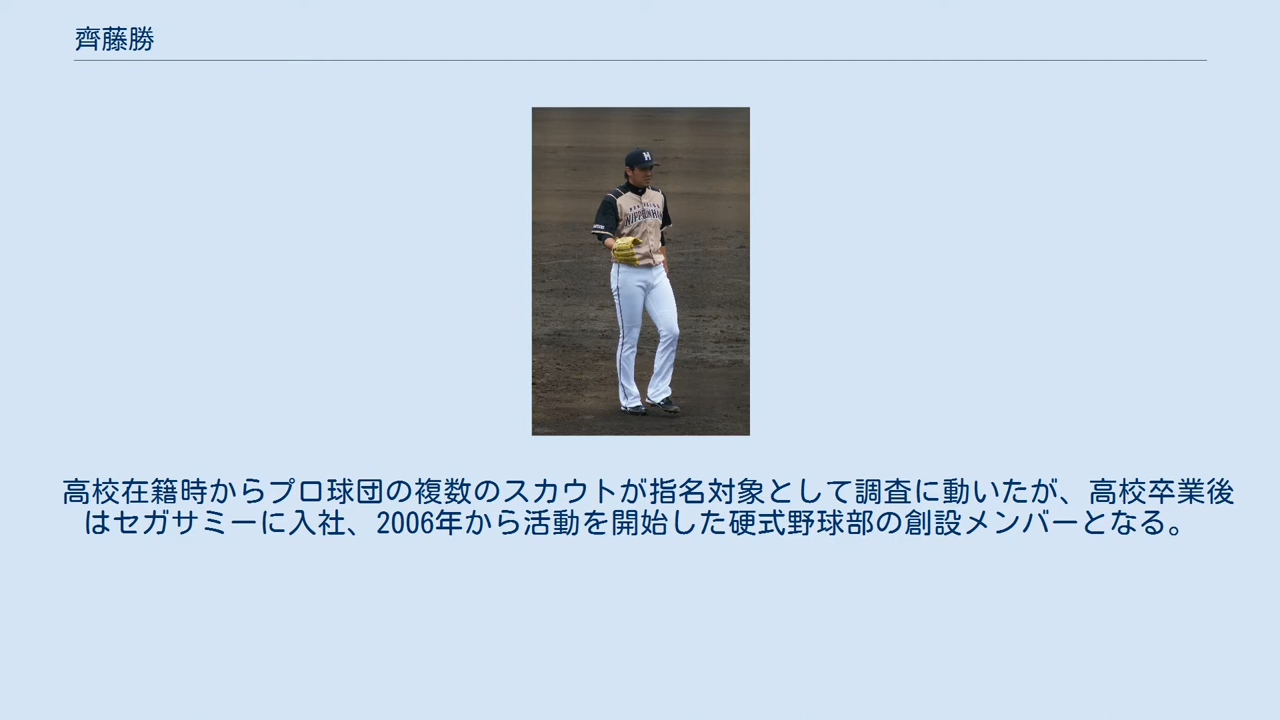 齊藤勝
高校在籍時からプロ球団の複数のスカウトが指名対象として調査に動いたが、高校卒業後
はセガサミーに入社、2006年から活動を開始した硬式野球部の創設メンバーとなる。